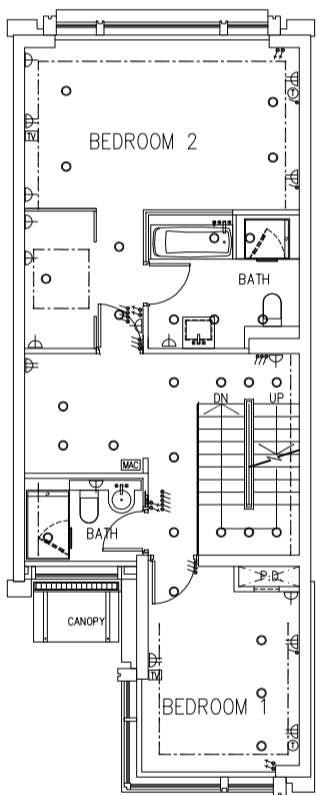 TV
BEDROOM 2
BATH
DN UP
MAC
BATH
P.D
CANOPY
TV
BEDROOM 1